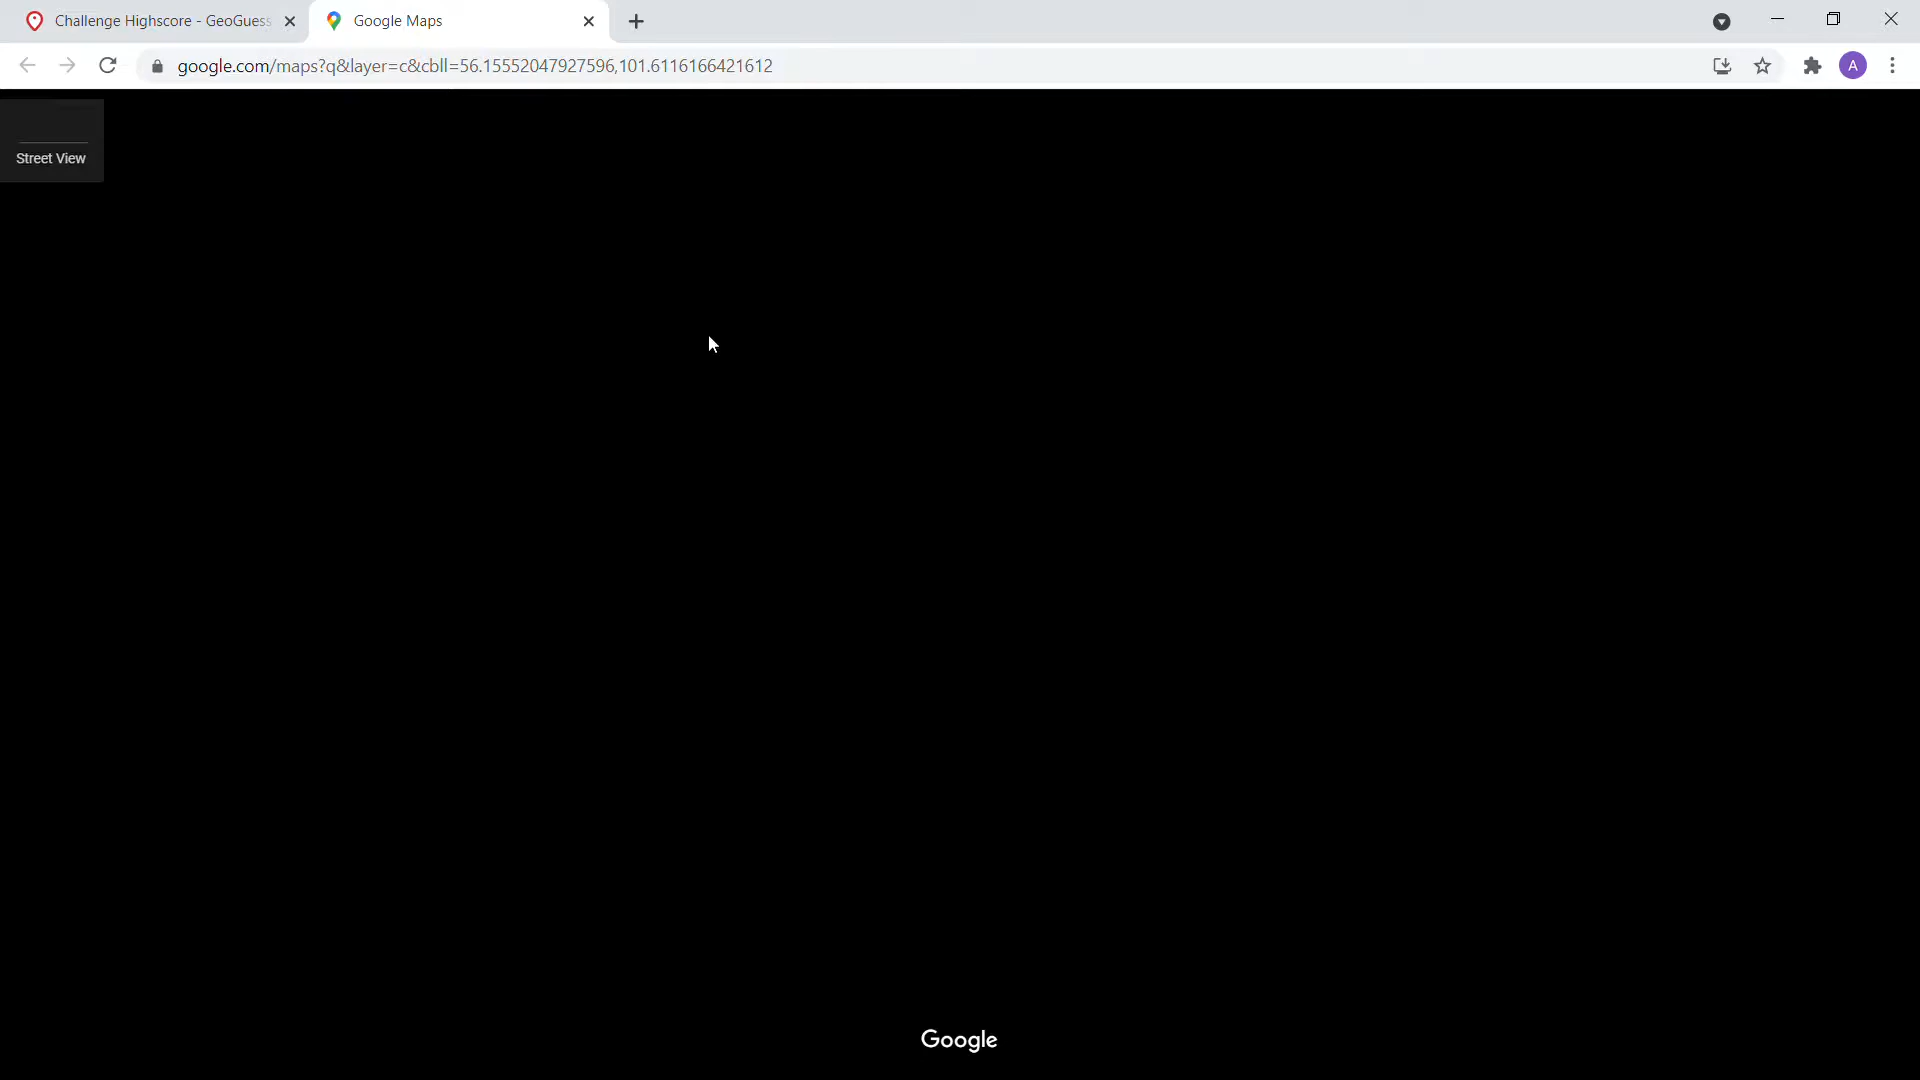 Challenge Highscore - GeoGuess
Google Maps
google.com/maps?q&layer=c&cbll=56.15552047927596,101.6116166421612
A
Street View
Google